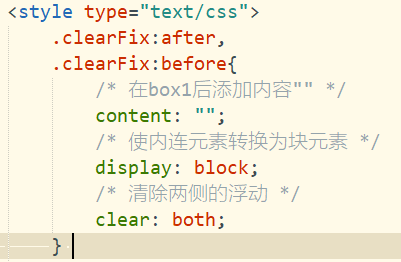 <style type="text/css">
.clearFix:after,
.clearFix:before{
/* 在box1后添加内容"" */
content: "";
/* 使内连元素转换为块元素 */
display: block;
/* 清除两侧的浮动 */
clear: both;
}